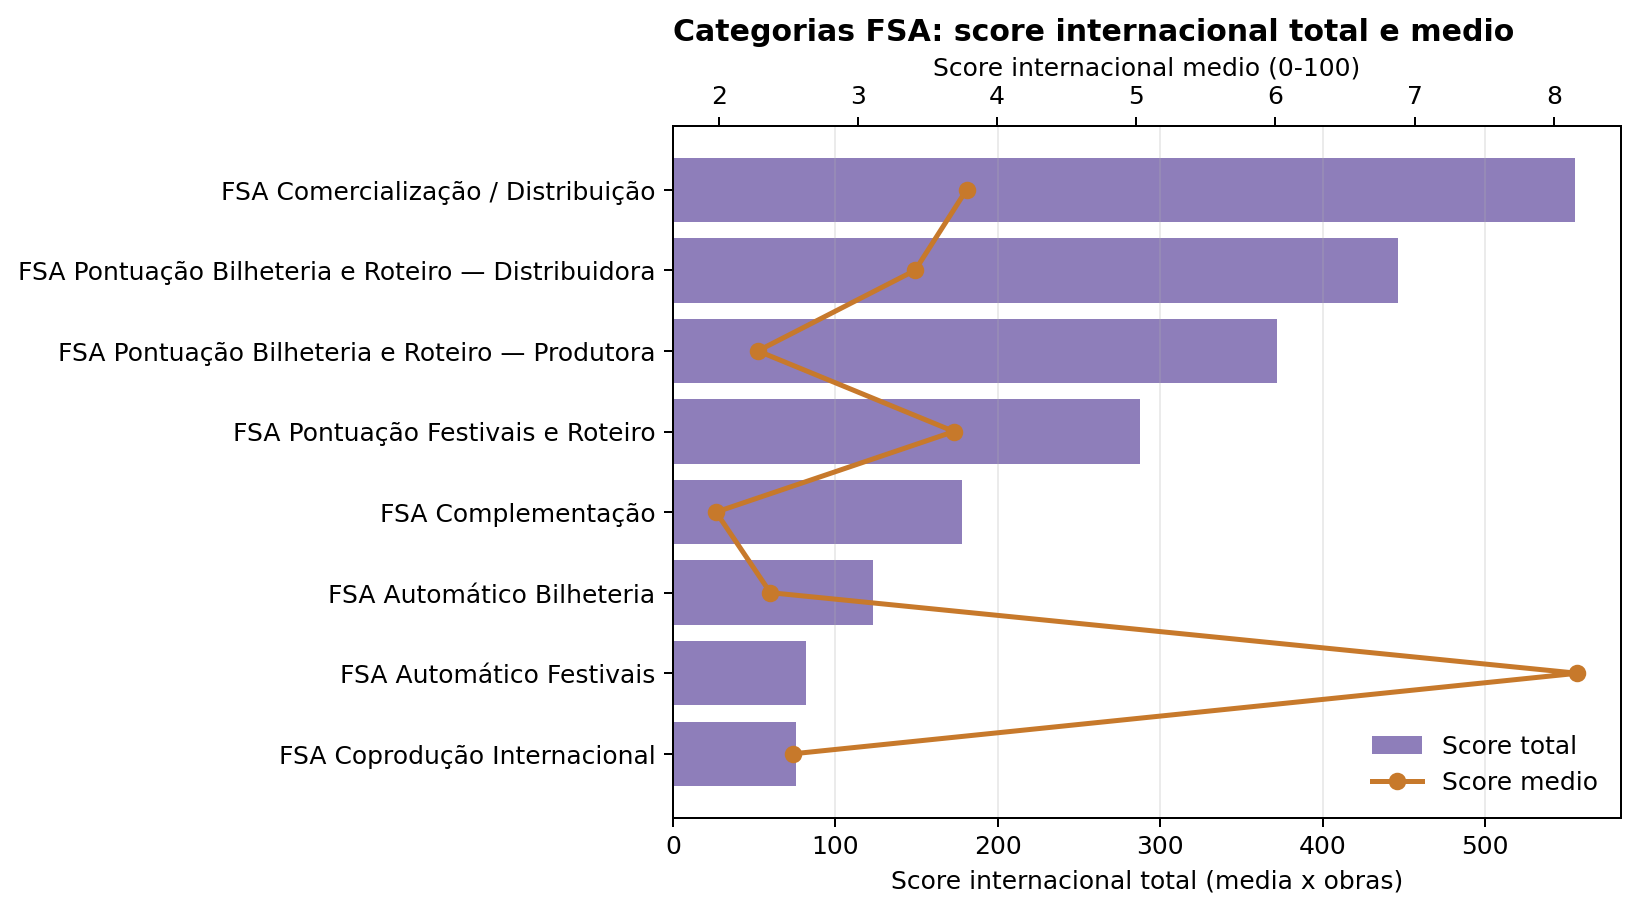 Categorias FSA: score internacional total e medio
Score internacional medio (0-100)
2 3 4 5 6 7 8
FSA Comercialização / Distribuição
FSA Pontuação Bilheteria e Roteiro — Distribuidora
FSA Pontuação Bilheteria e Roteiro — Produtora
FSA Pontuação Festivais e Roteiro
FSA Complementação
FSA Automático Bilheteria
FSA Automático Festivais
FSA Coprodução Internacional
Score total
Score medio
0 100 200 300 400 500
Score internacional total (media x obras)